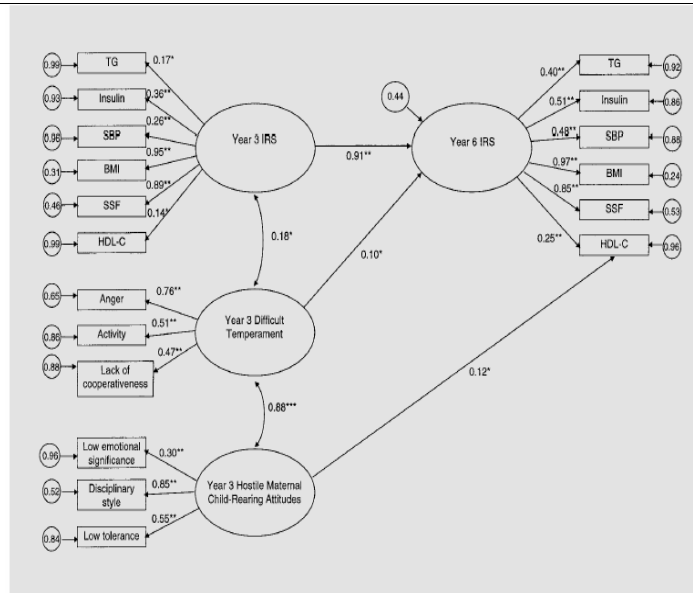 0.99
TG
0.17*
0.93
Insulin
0.36**
0.96
SBP
0.26**
0.31
BMI
0.95**
0.46
SSF
0.89**
0.99
HDL-C
0.14*
Year 3 IRS
0.91**
0.44
Year 6 IRS
0.40**
TG
0.92
0.51**
Insulin
0.86
0.48**
SBP
0.88
0.97**
BMI
0.24
0.85**
SSF
0.53
0.25**
HDL-C
0.96
0.18*
0.10*
0.65
Anger
0.76**
0.86
Activity
0.51**
0.88
Lack of
cooperativeness
0.47**
Year 3 Difficult
Temperament
0.12*
0.88***
0.96
Low emotional
significance
0.30**
0.52
Disciplinary
style
0.85**
0.84
Low tolerance
0.55**
Year 3 Hostile Maternal
Child-Rearing Attitudes